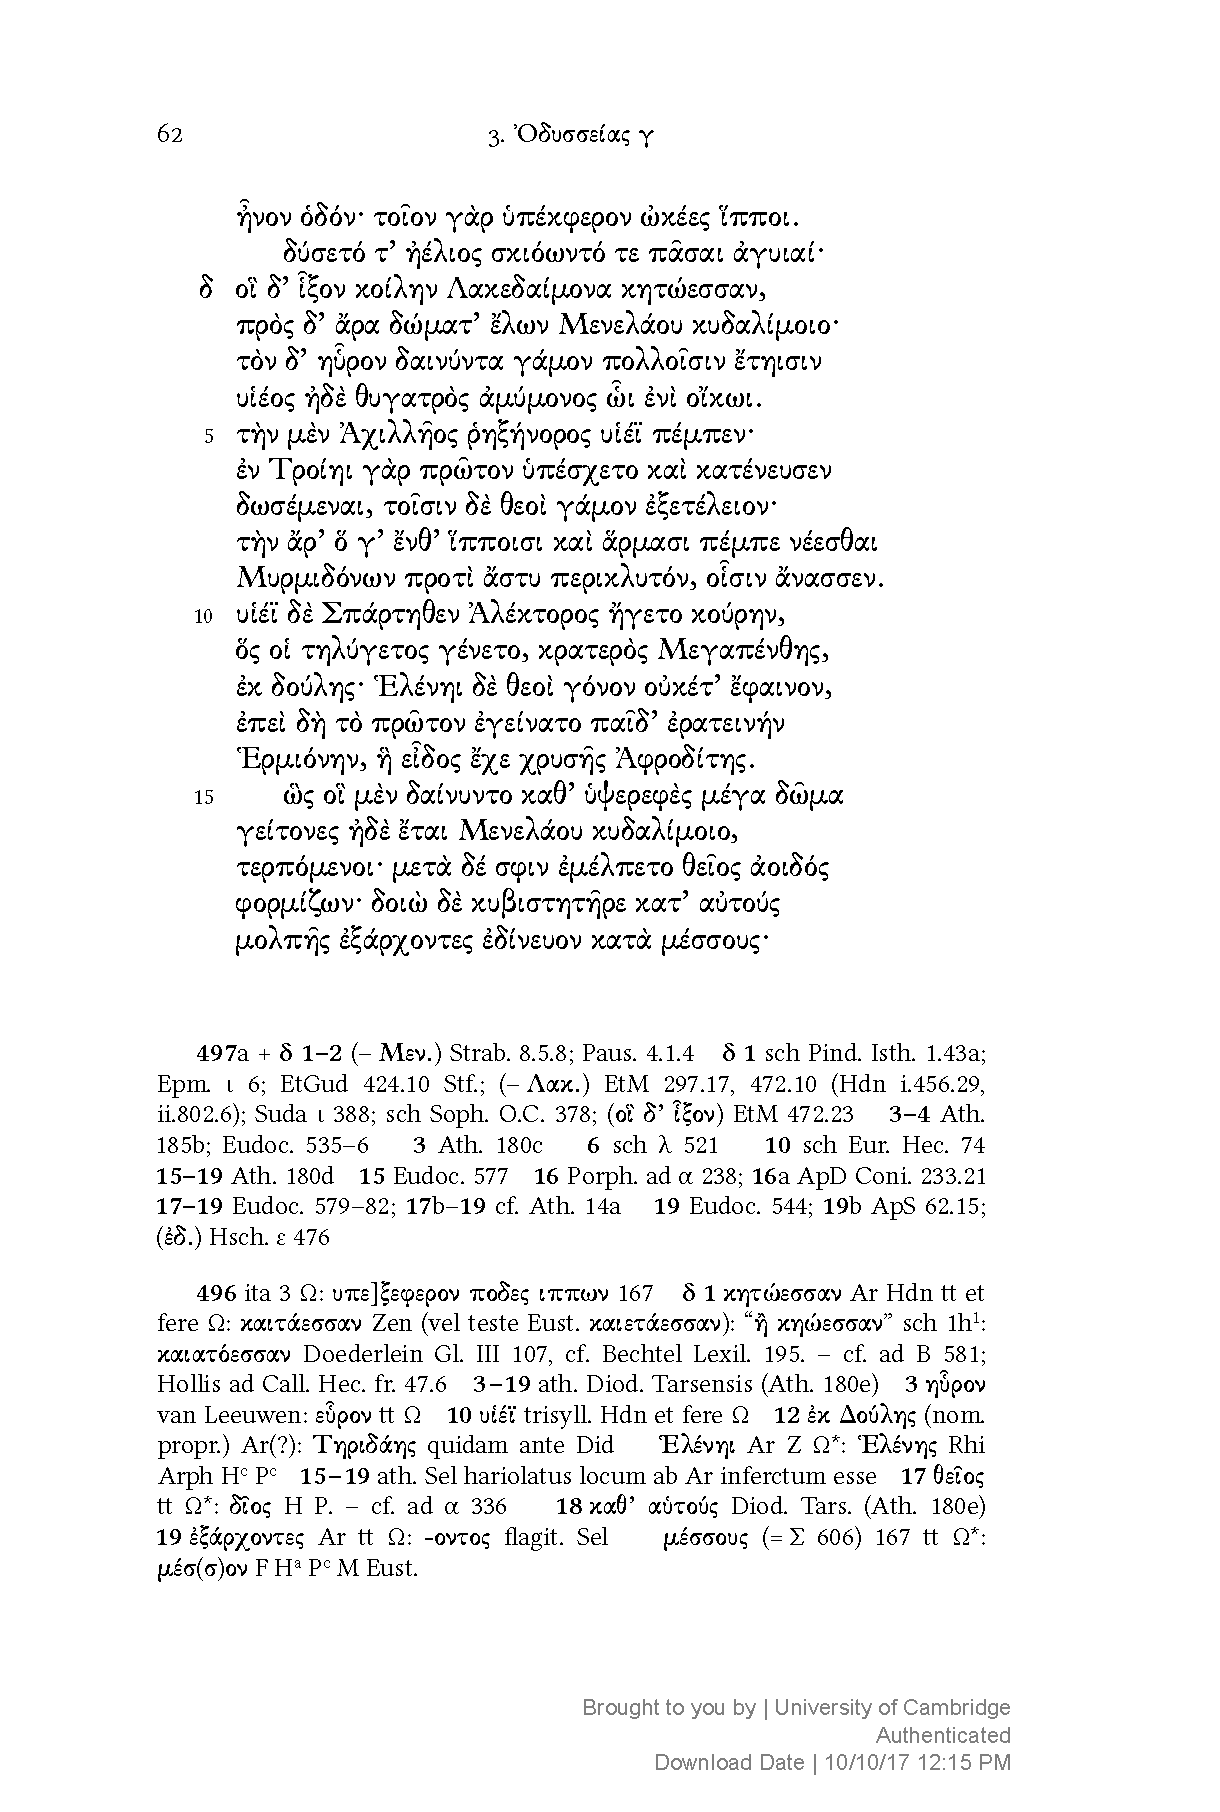 62 3. Ὀδυσσείας γ
ἦνον ὁδόν· τοῖον γὰρ ὑπέκφερον ὠκέες ἵπποι.
δύσετό τ’ ἠέλιος σκιόωντό τε πᾶσαι ἀγυιαί·
δ οἳ δ’ ἷξον κοίλην Λακεδαίμονα κητώεσσαν,
πρὸς δ’ ἄρα δώματ’ ἔλων Μενελάου κυδαλίμοιο·
τὸν δ’ ηὗρον δαινύντα γάμον πολλοῖσιν ἔτηισιν
υἱέος ἠδὲ θυγατρὸς ἀμύμονος ὧι ἐνὶ οἴκωι.
5 τὴν μὲν Ἀχιλλῆος ῥηξήνορος υἱέϊ πέμπεν·
ἐν Τροίηι γὰρ πρῶτον ὑπέσχετο καὶ κατένευσεν
δωσέμεναι, τοῖσιν δὲ θεοὶ γάμον ἐξετέλειον·
τὴν ἄρ’ ὅ γ’ ἔνθ’ ἵπποισι καὶ ἅρμασι πέμπε νέεσθαι
Μυρμιδόνων προτὶ ἄστυ περικλυτόν, οἷσιν ἄνασσεν.
10 υἱέϊ δὲ Σπάρτηθεν Ἀλέκτορος ἤγετο κούρην,
ὅς οἱ τηλύγετος γένετο, κρατερὸς Μεγαπένθης,
ἐκ δούλης· Ἑλένηι δὲ θεοὶ γόνον οὐκέτ’ ἔφαινον,
ἐπεὶ δὴ τὸ πρῶτον ἐγείνατο παῖδ’ ἐρατεινήν
Ἑρμιόνην, ἣ εἶδος ἔχε χρυσῆς Ἀφροδίτης.
15 ὣς οἳ μὲν δαίνυντο καθ’ ὑψερεφὲς μέγα δῶμα
γείτονες ἠδὲ ἔται Μενελάου κυδαλίμοιο,
τερπόμενοι· μετὰ δέ σφιν ἐμέλπετο θεῖος ἀοιδός
φορμίζων· δοιὼ δὲ κυβιστητῆρε κατ’ αὐτούς
μολπῆς ἐξάρχοντες ἐδίνευον κατὰ μέσσους·
497a + δ 1–2 (– Μεν.) Strab. 8.5.8; Paus. 4.1.4 δ 1 sch Pind. Isth. 1.43a;
Epm. ι 6; EtGud 424.10 Stf.; (– Λακ.) EtM 297.17, 472.10 (Hdn i.456.29,
ii.802.6); Suda ι 388; sch Soph. O.C. 378; (οἳ δ’ ἷξον) EtM 472.23 3–4 Ath.
185b; Eudoc. 535–6 3 Ath. 180c 6 sch λ 521 10 sch Eur. Hec. 74
15–19 Ath. 180d 15 Eudoc. 577 16 Porph. ad α 238; 16a ApD Coni. 233.21
17–19 Eudoc. 579–82; 17b–19 cf. Ath. 14a 19 Eudoc. 544; 19b ApS 62.15;
(ἐδ.) Hsch. ε 476
496 ita 3 Ω: υπε]ξεφερον ποδες ιππων 167 δ 1 κητώεσσαν Ar Hdn tt et
fere Ω: καιτάεσσαν Zen (vel teste Eust. καιετάεσσαν): “ἢ κηώεσσαν” sch 1h¹:
καιατόεσσαν Doederlein Gl. III 107, cf. Bechtel Lexil. 195. – cf. ad B 581;
Hollis ad Call. Hec. fr. 47.6 3–19 ath. Diod. Tarsensis (Ath. 180e) 3 ηὗρον
van Leeuwen: εὗρον tt Ω 10 υἱέϊ trisyll. Hdn et fere Ω 12 ἐκ Δούλης (nom.
propr.) Ar(?): Τηριδάης quidam ante Did Ἑλένηι Ar Z Ω*: Ἑλένης Rhi
Arph Hᶜ Pᶜ 15–19 ath. Sel hariolatus locum ab Ar inferctum esse 17 θεῖος
tt Ω*: δῖος H P. – cf. ad α 336 18 καθ’ αὑτούς Diod. Tars. (Ath. 180e)
19 ἐξάρχοντες Ar tt Ω: -οντος flagit. Sel μέσσους (= Σ 606) 167 tt Ω*:
μέσ(σ)ον F Hᵃ Pᶜ M Eust.
Brought to you by | University of Cambridge
Authenticated
Download Date | 10/10/17 12:15 PM